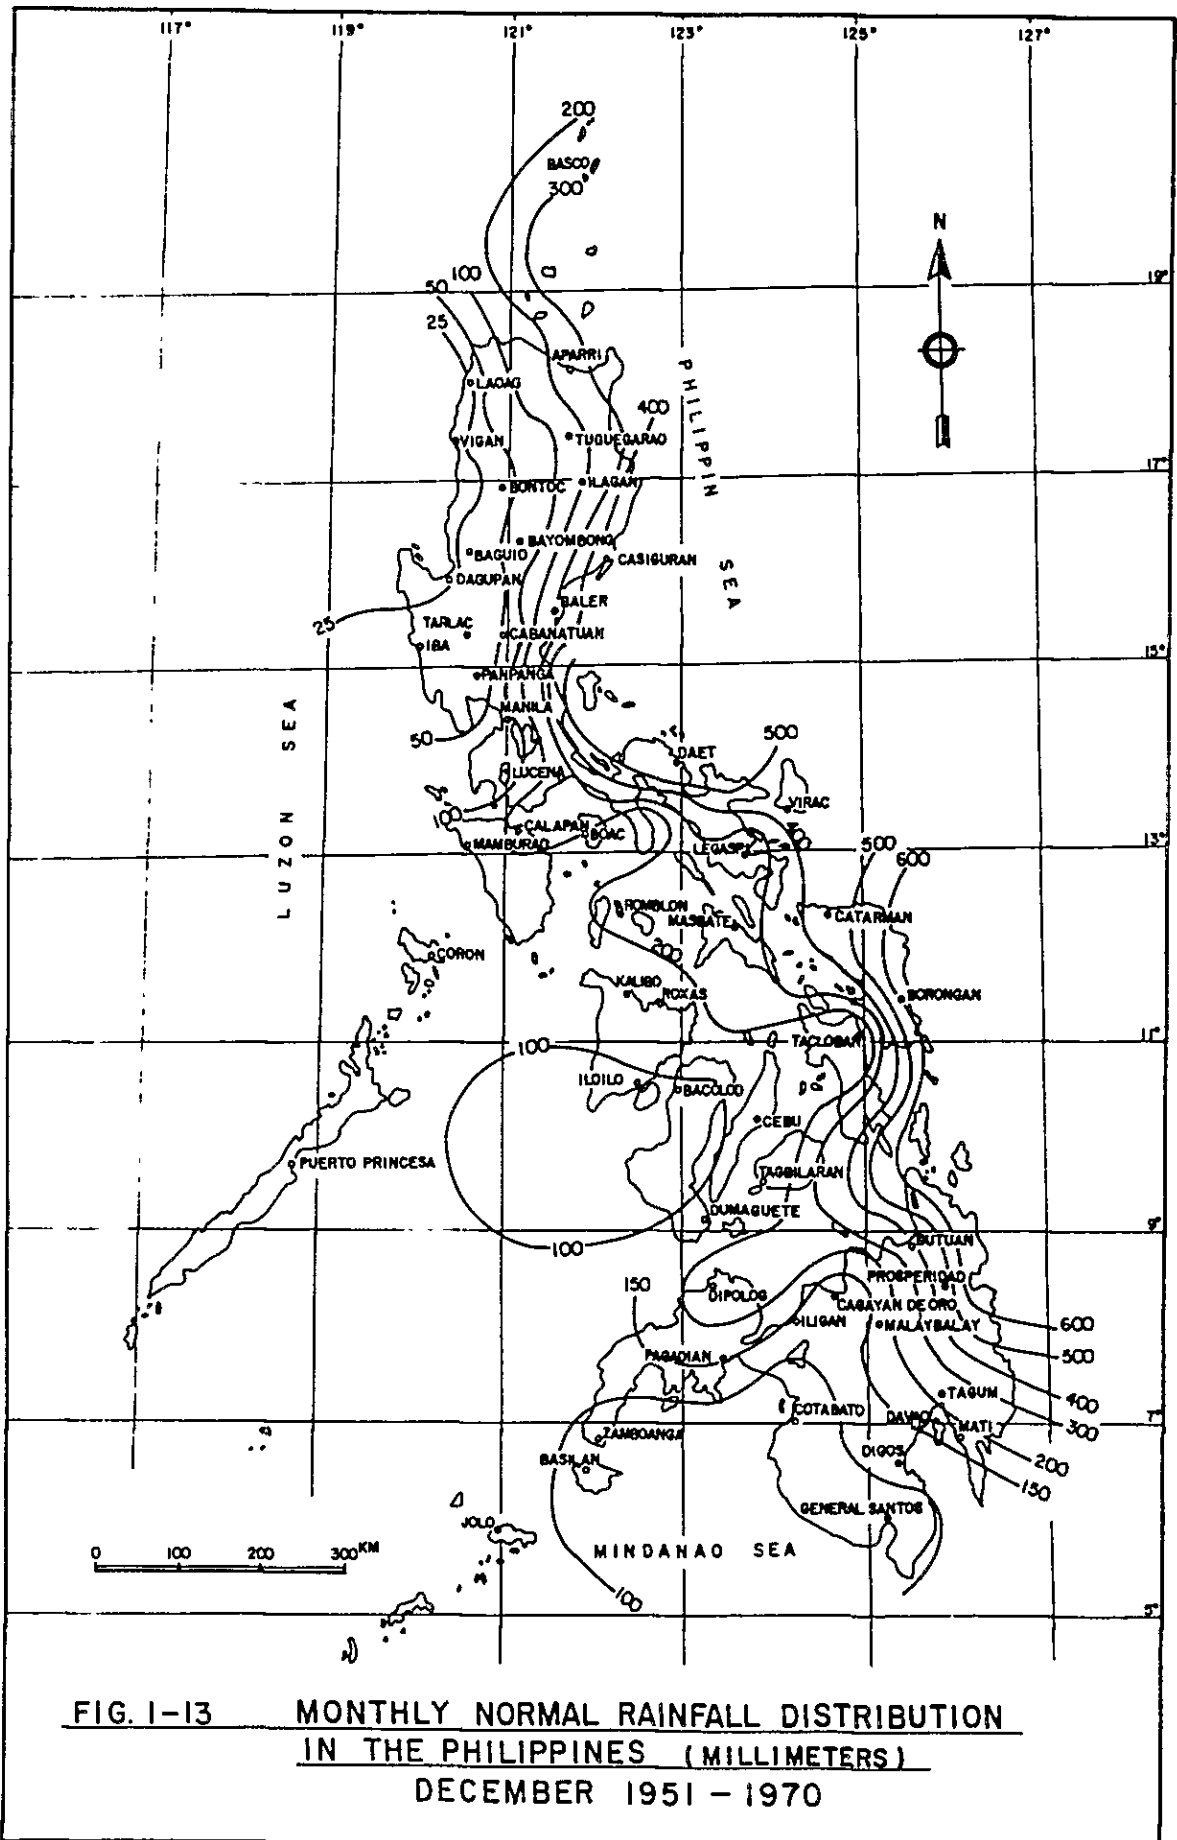 117° 119° 121° 123° 125° 127°
200
BASCO
300
N
100
50
19°
25
APARRI
LAOAG
PHILIPPIN SEA
400
VIGAN
TUGUEGARAO
17°
BONTOC
ILAGAN
BAYOMBONG
BAGUIO
CASIGURAN
DAGUPAN
BALER
25
TARLAC
CABANATUAN
IBA
15°
PANPANGA
MANILA
LUZON SEA
50
500
DAET
LUCENA
VIRAC
100
CALAPAN
BOAC
MAMBURAO
LEGASPI
500
13°
600
ROMBLON
MASBATE
CATARMAN
200
CORON
KALIBO
ROXAS
BORONGAN
TACLOBAN
11°
100
ILOILO
BACOLOD
CEBU
PUERTO PRINCESA
TAGBILARAN
DUMAGUETE
9°
100
BUTUAN
150
PROSPERIDAD
DIPOLOG
CAGAYAN DE ORO
ILIGAN
MALAYBALAY
600
500
PAGADIAN
TAGUM
400
COTABATO
DAVAO
7°
300
ZAMBOANGA
MATI
DIGOS
BASILAN
200
150
GENERAL SANTOS
JOLO
MINDANAO SEA
0 100 200 300KM
100
5°
FIG. 1-13 MONTHLY NORMAL RAINFALL DISTRIBUTION
IN THE PHILIPPINES (MILLIMETERS)
DECEMBER 1951 – 1970